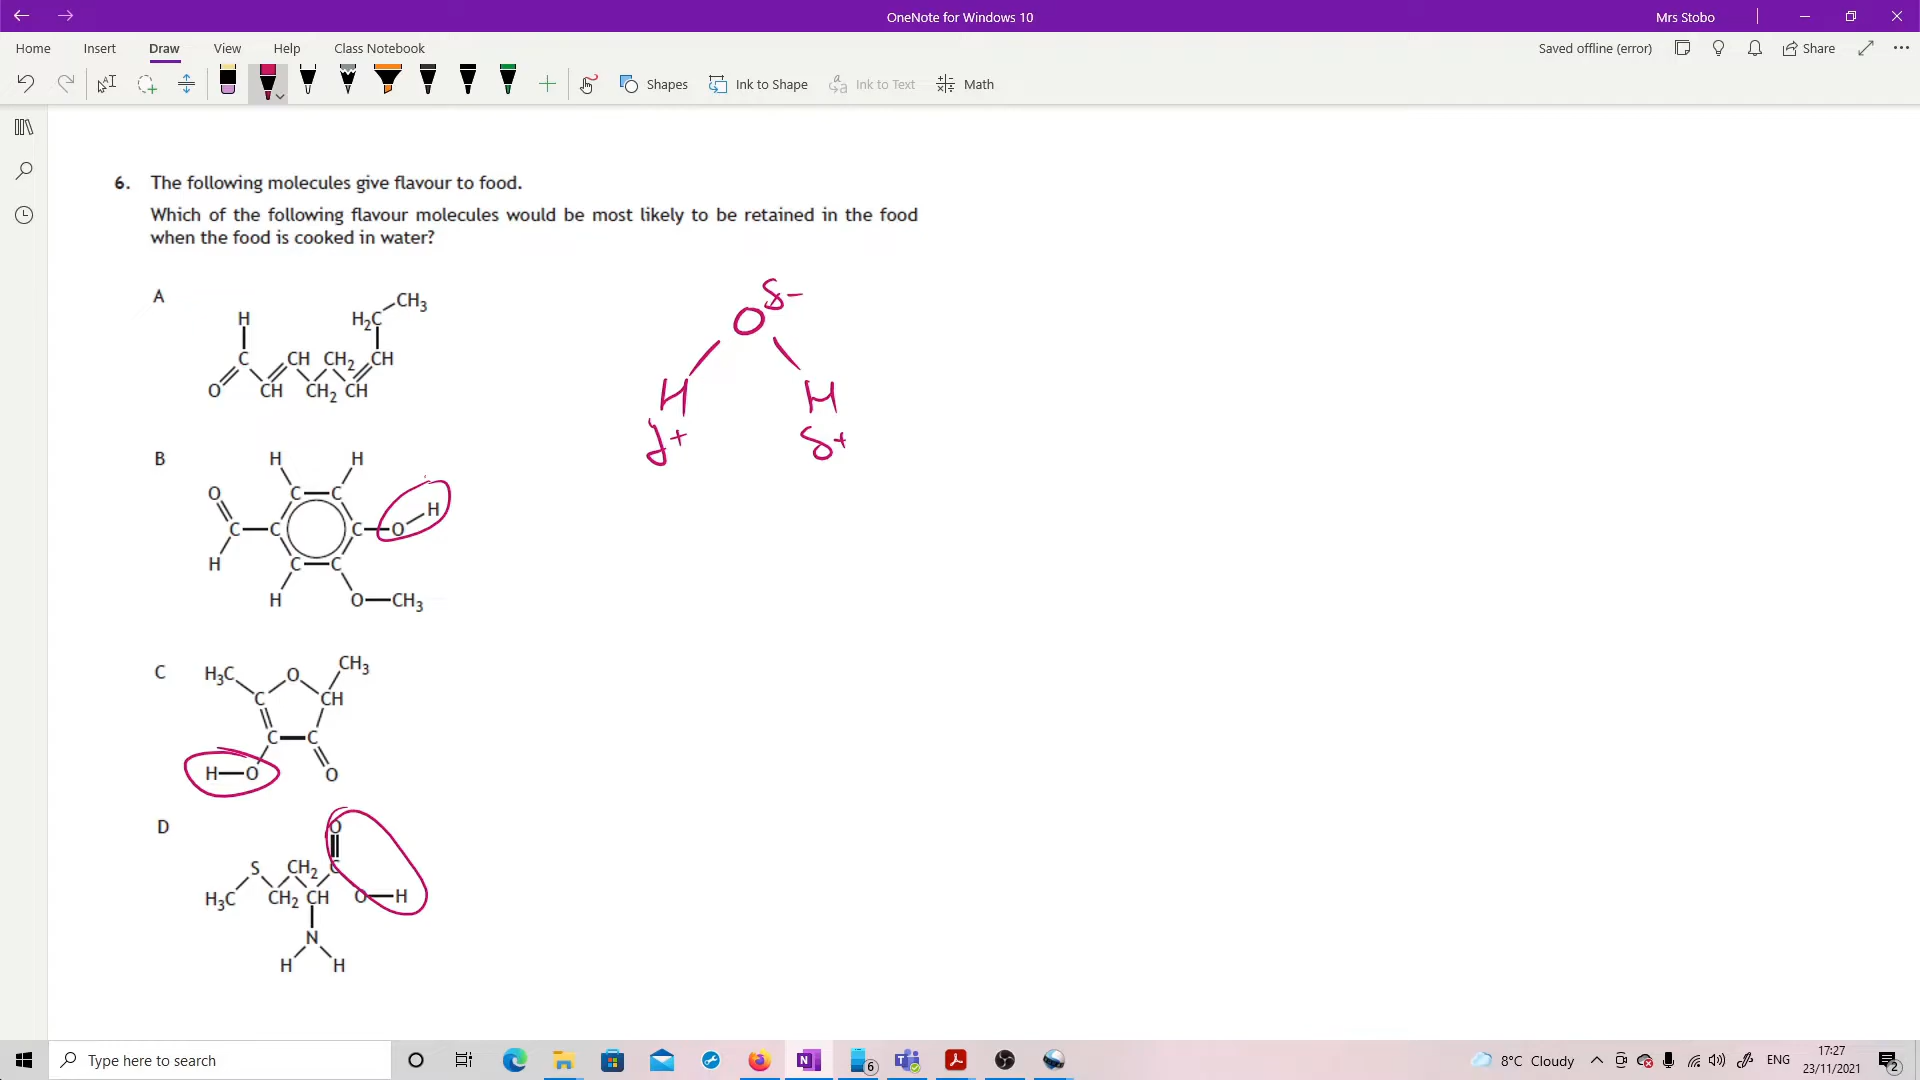 OneNote for Windows 10
Mrs Stobo
Home Insert Draw View Help Class Notebook
Saved offline (error) Share
Shapes Ink to Shape Ink to Text Math
6. The following molecules give flavour to food.
Which of the following flavour molecules would be most likely to be retained in the food
when the food is cooked in water?
A
CH3
H H2C
C CH CH2 CH
O CH CH2 CH
O δ−
H H
δ+ δ+
B H H
O C C H
C C C O
H C C
H O CH3
C H3C O CH3
C CH
C C
H O O
D O
S CH2 C
H3C CH2 CH O H
N
H H
Type here to search
6
8°C Cloudy
ENG
17:27
23/11/2021
2